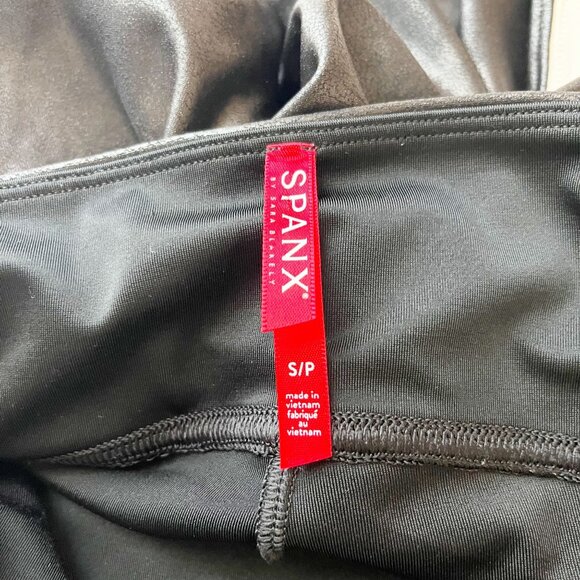 SPANX®
BY SARA BLAKELY
S/P
made in
vietnam
fabriqué
au
vietnam